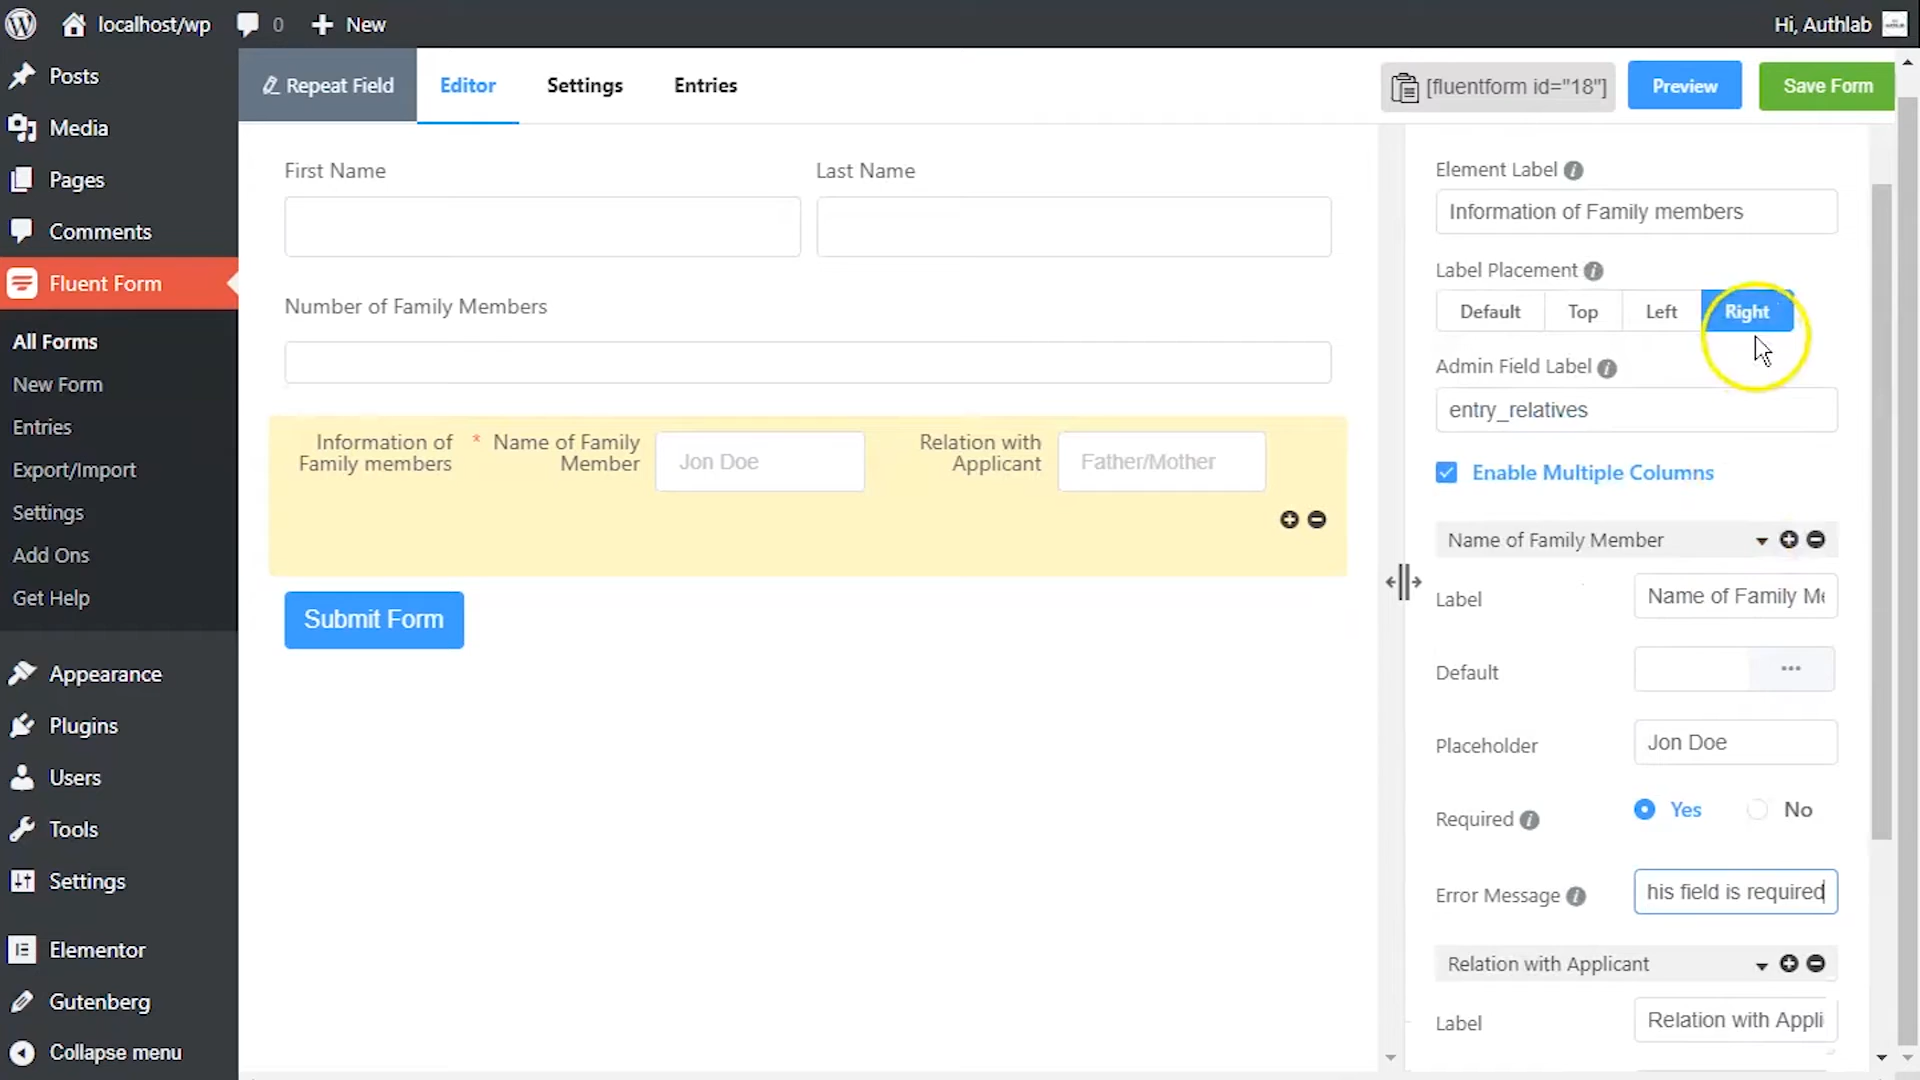 localhost/wp
0
New
Hi, Authlab
Posts
Media
Pages
Comments
Fluent Form
All Forms
New Form
Entries
Export/Import
Settings
Add Ons
Get Help
Appearance
Plugins
Users
Tools
Settings
Elementor
Gutenberg
Collapse menu
Repeat Field
Editor
Settings
Entries
[fluentform id="18"]
Preview
Save Form
First Name
Last Name
Number of Family Members
Information of
Family members
* Name of Family
Member
Jon Doe
Relation with
Applicant
Father/Mother
Submit Form
Element Label
Information of Family members
Label Placement
Default
Top
Left
Right
Admin Field Label
entry_relatives
Enable Multiple Columns
Name of Family Member
Label
Name of Family Me
Default
...
Placeholder
Jon Doe
Required
Yes
No
Error Message
his field is required
Relation with Applicant
Label
Relation with Appli